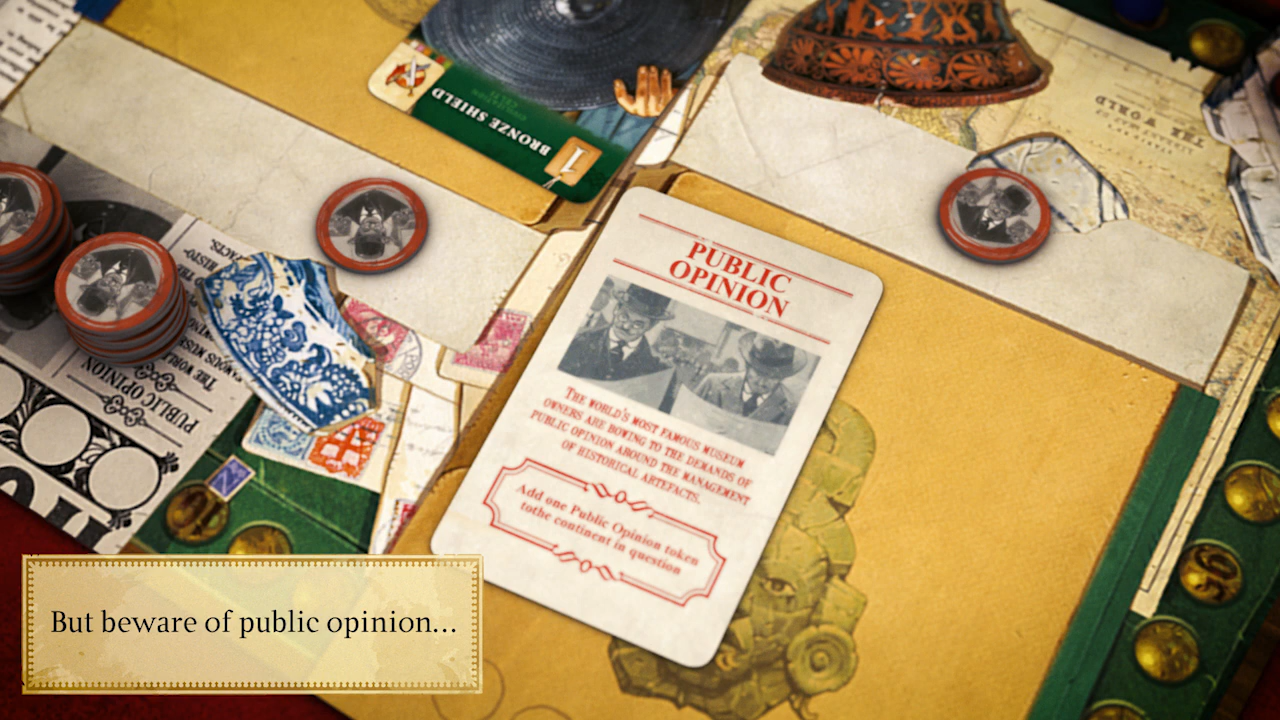 BRONZE SHIELD
1
THE WORLD
PUBLIC
OPINION
THE WORLD'S MOST FAMOUS MUSEUM
OWNERS ARE BOWING TO THE DEMANDS OF
PUBLIC OPINION AROUND THE MANAGEMENT
OF HISTORICAL ARTEFACTS.
Add one Public Opinion token
tothe continent in question
PUBLIC OPINION
THE WORLD
But beware of public opinion...